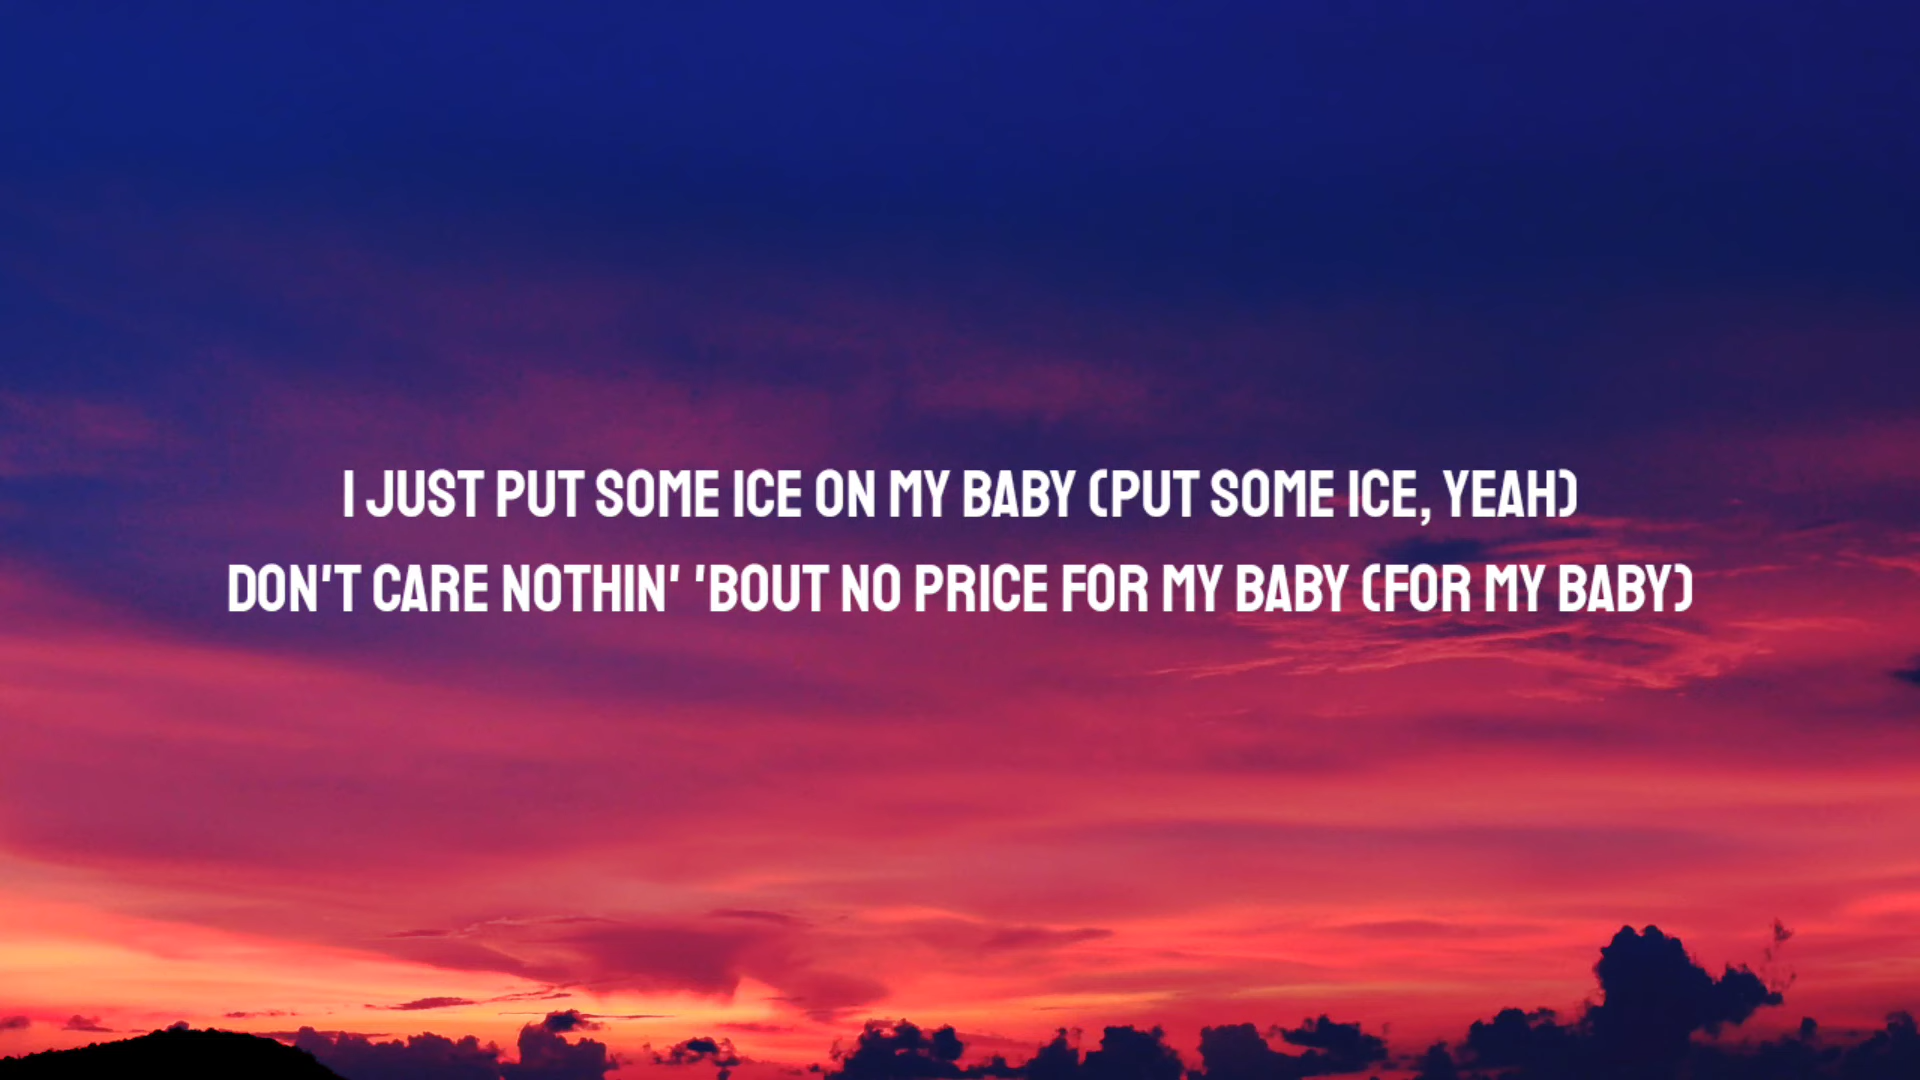 I JUST PUT SOME ICE ON MY BABY (PUT SOME ICE, YEAH)
DON'T CARE NOTHIN' 'BOUT NO PRICE FOR MY BABY (FOR MY BABY)